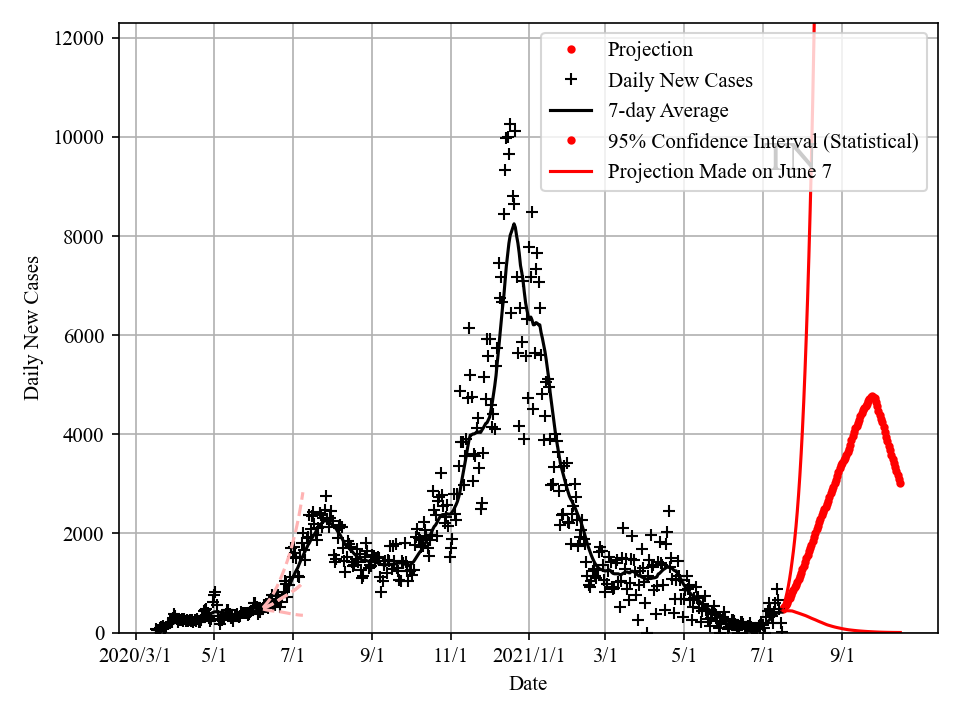 12000
10000
8000
6000
4000
2000
0
Daily New Cases
Projection
Daily New Cases
7-day Average
95% Confidence Interval (Statistical)
Projection Made on June 7
TN
2020/3/1 5/1 7/1 9/1 11/1 2021/1/1 3/1 5/1 7/1 9/1
Date